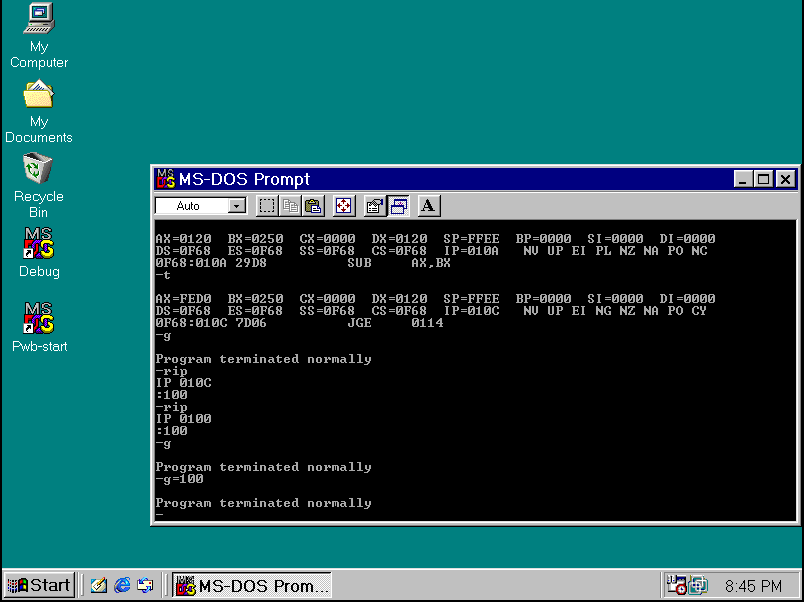 My
Computer
My
Documents
Recycle
Bin
MS
Debug
MS
Pwb-start
MS-DOS Prompt
Auto
A
AX=0120 BX=0250 CX=0000 DX=0120 SP=FFEE BP=0000 SI=0000 DI=0000
DS=0F68 ES=0F68 SS=0F68 CS=0F68 IP=010A NV UP EI PL NZ NA PO NC
0F68:010A 29D8 SUB AX,BX
-t
AX=FED0 BX=0250 CX=0000 DX=0120 SP=FFEE BP=0000 SI=0000 DI=0000
DS=0F68 ES=0F68 SS=0F68 CS=0F68 IP=010C NV UP EI NG NZ NA PO CY
0F68:010C 7D06 JGE 0114
-g
Program terminated normally
-rip
IP 010C
:100
-rip
IP 0100
:100
-g
Program terminated normally
-g=100
Program terminated normally
-
Start
MS-DOS Prom...
8:45 PM